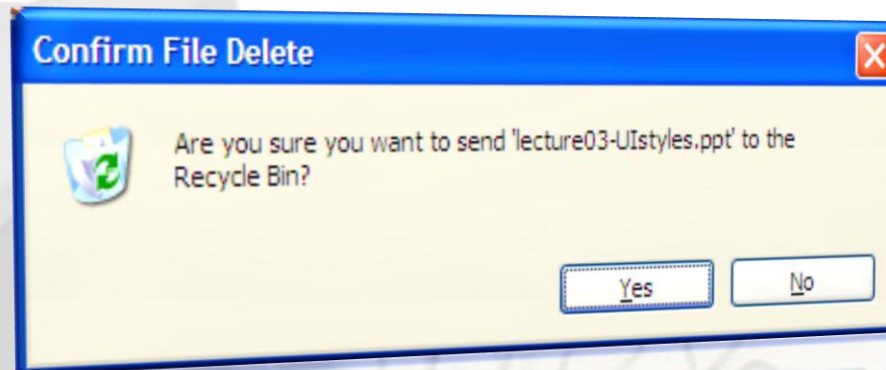 Confirm File Delete
Are you sure you want to send 'lecture03-UIstyles.ppt' to the
Recycle Bin?
Yes No